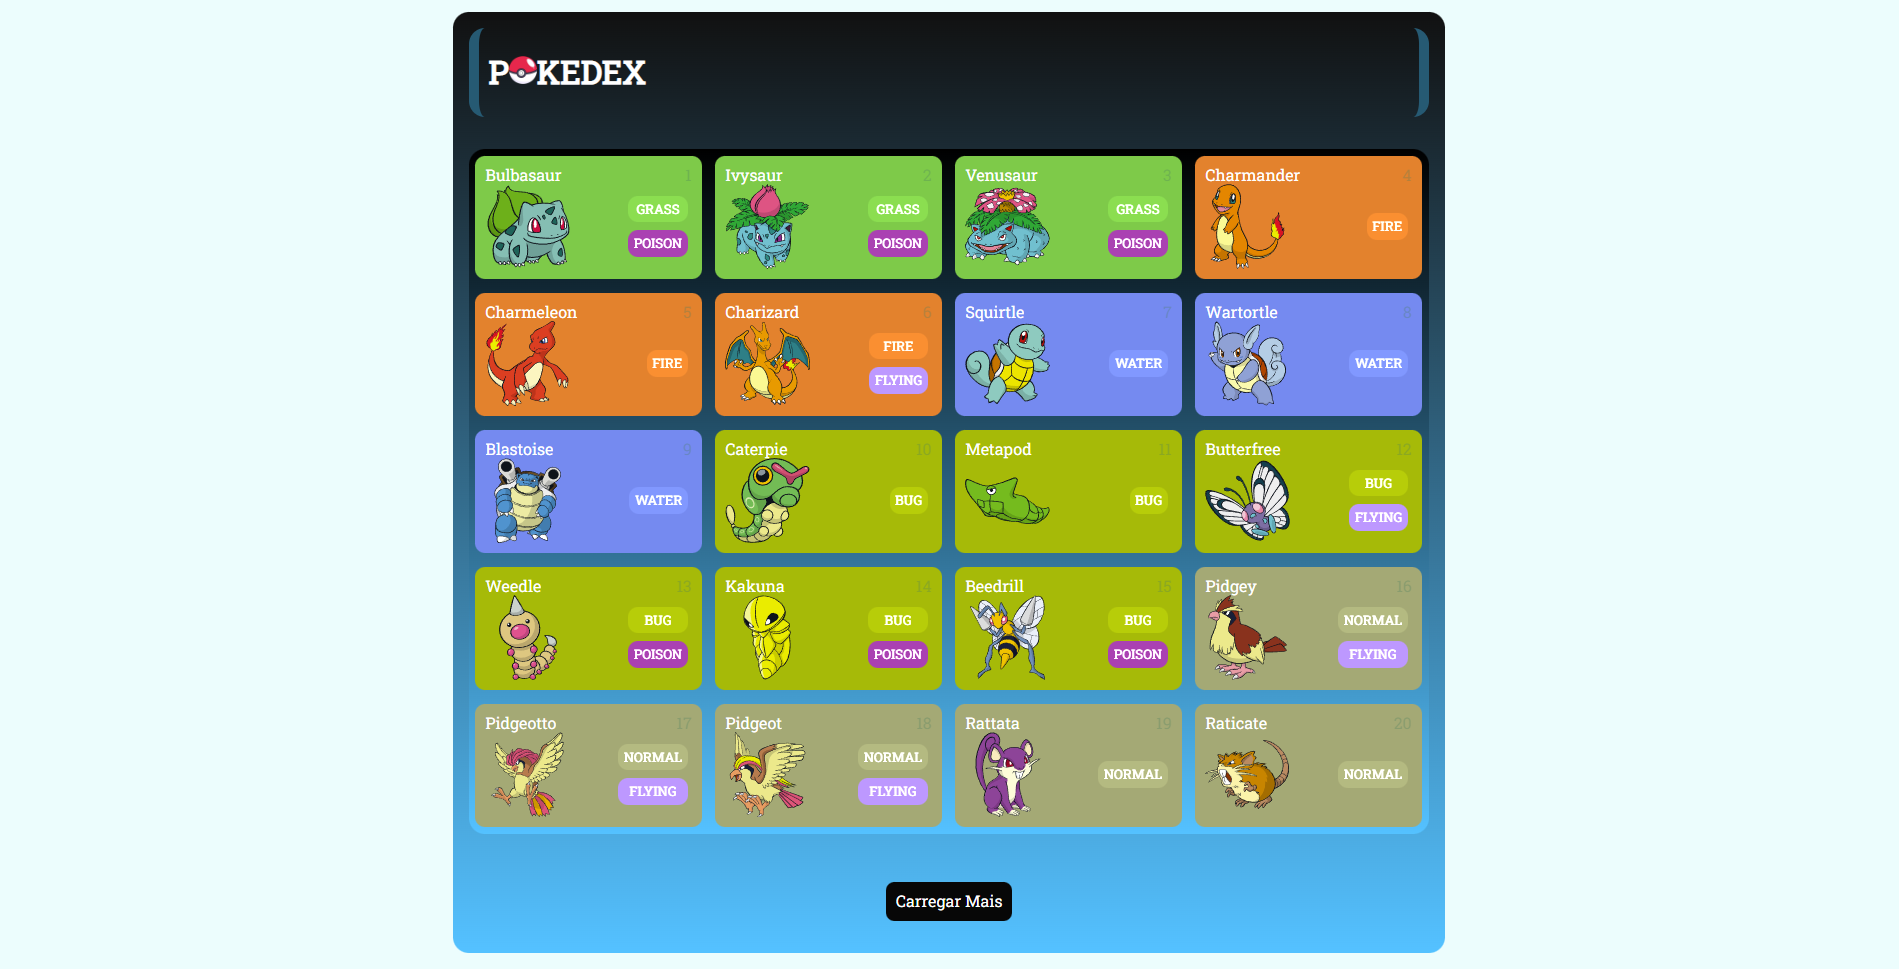 POKEDEX
Bulbasaur 1
GRASS
POISON
Ivysaur 2
GRASS
POISON
Venusaur 3
GRASS
POISON
Charmander 4
FIRE
Charmeleon 5
FIRE
Charizard 6
FIRE
FLYING
Squirtle 7
WATER
Wartortle 8
WATER
Blastoise 9
WATER
Caterpie 10
BUG
Metapod 11
BUG
Butterfree 12
BUG
FLYING
Weedle 13
BUG
POISON
Kakuna 14
BUG
POISON
Beedrill 15
BUG
POISON
Pidgey 16
NORMAL
FLYING
Pidgeotto 17
NORMAL
FLYING
Pidgeot 18
NORMAL
FLYING
Rattata 19
NORMAL
Raticate 20
NORMAL
Carregar Mais